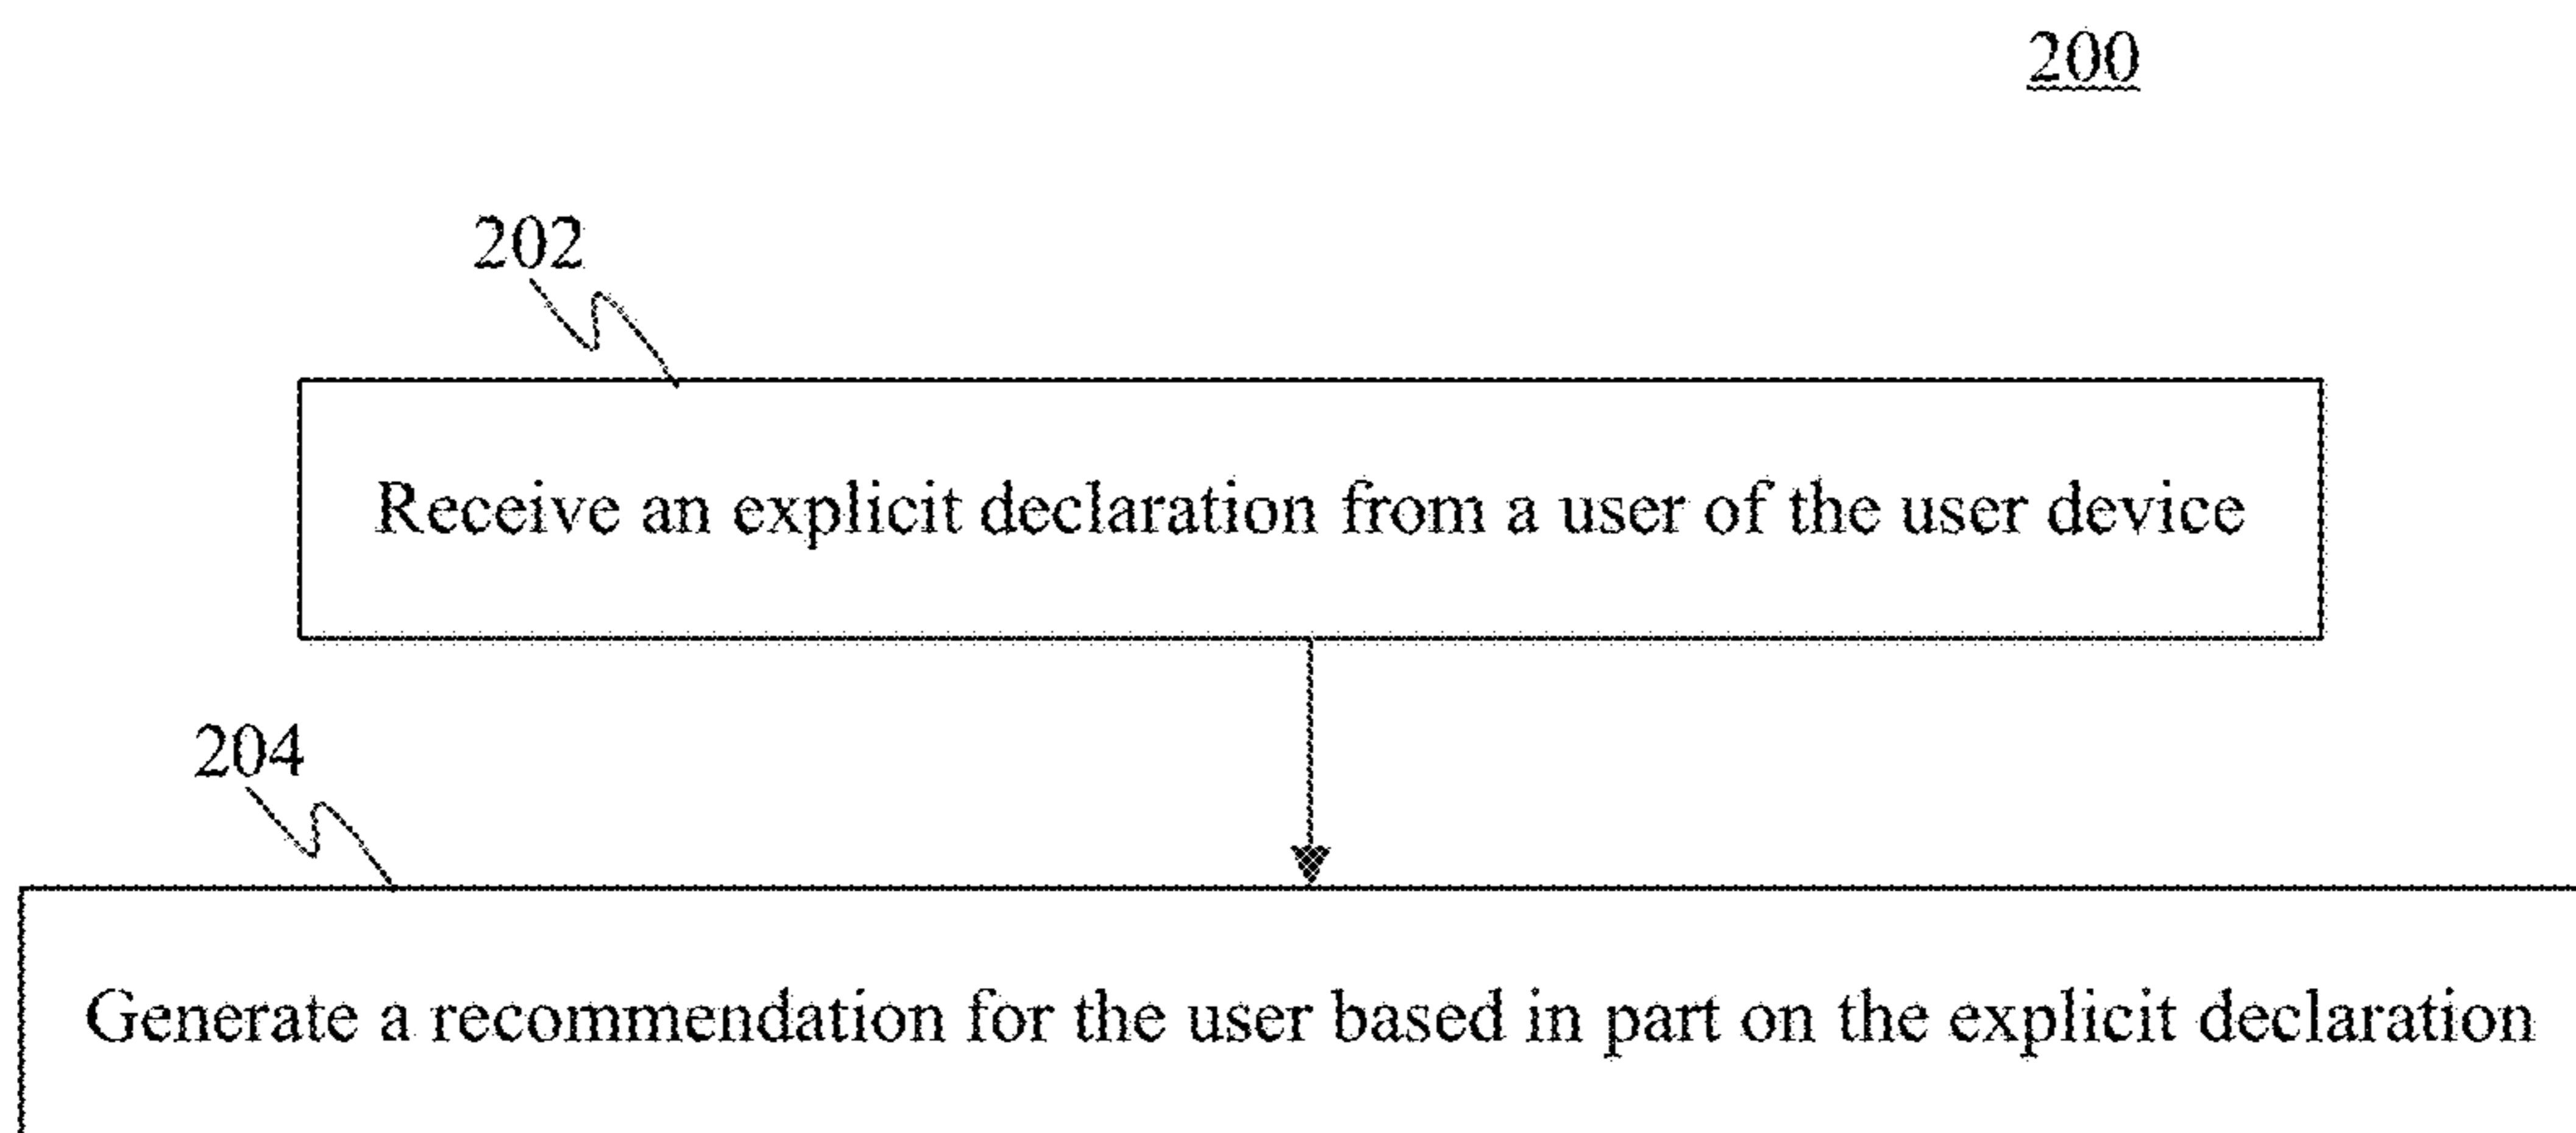 200
202
Receive an explicit declaration from a user of the user device
204
Generate a recommendation for the user based in part on the explicit declaration